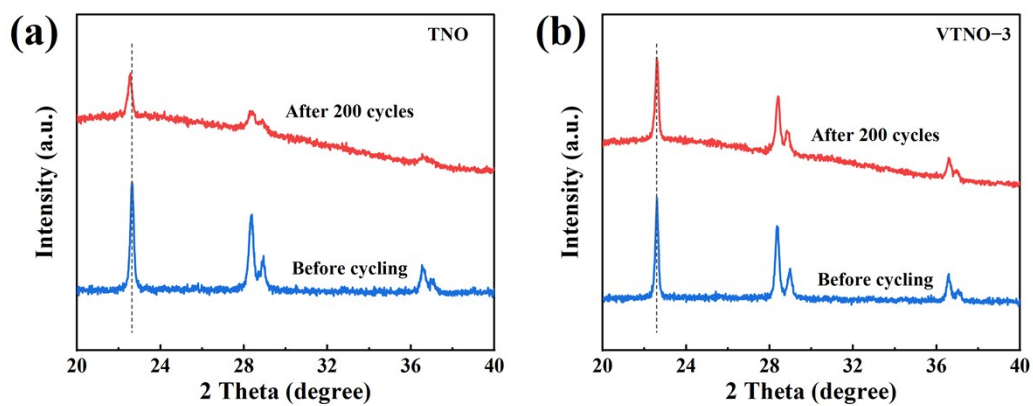 (a)
TNO
After 200 cycles
Before cycling
Intensity (a.u.)
20 24 28 32 36 40
2 Theta (degree)
(b)
VTNO−3
After 200 cycles
Before cycling
Intensity (a.u.)
20 24 28 32 36 40
2 Theta (degree)